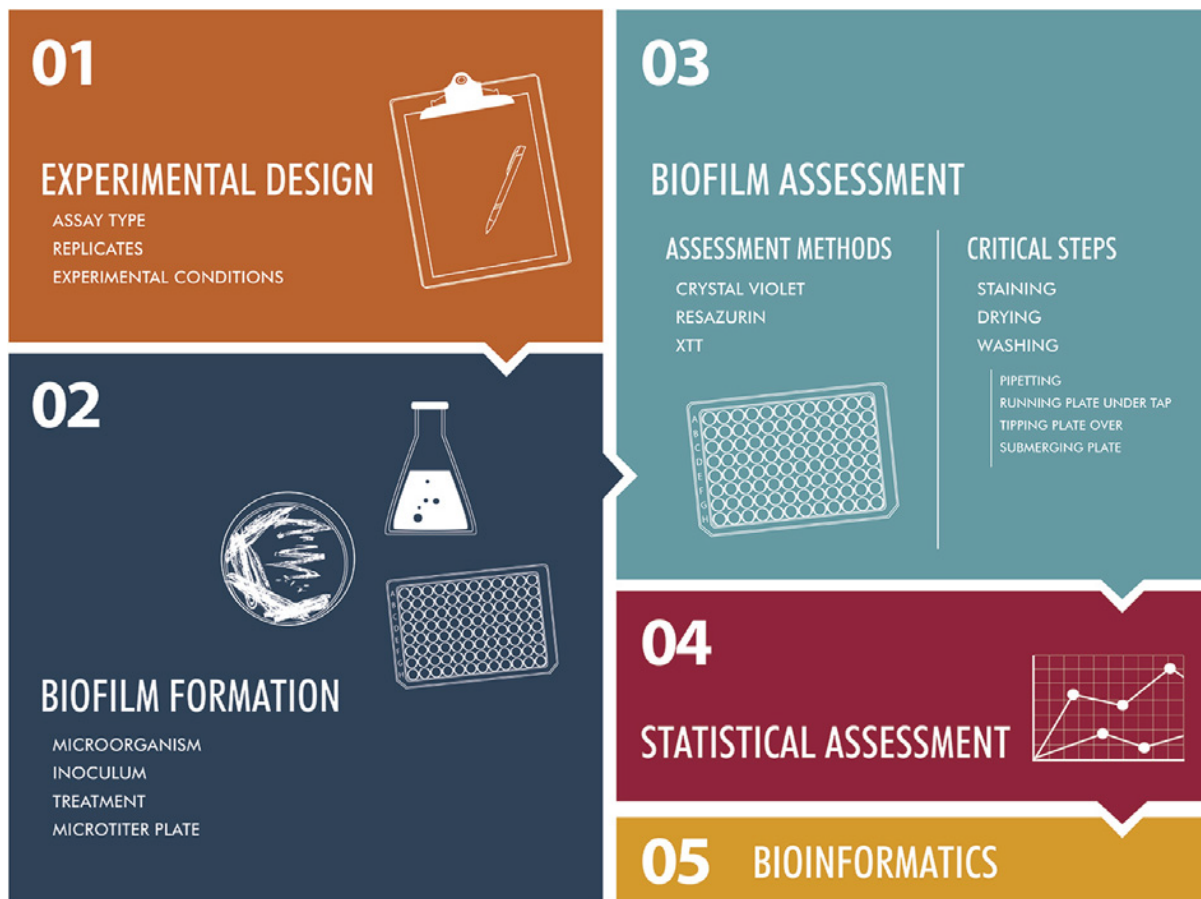 01
EXPERIMENTAL DESIGN
ASSAY TYPE
REPLICATES
EXPERIMENTAL CONDITIONS
02
BIOFILM FORMATION
MICROORGANISM
INOCULUM
TREATMENT
MICROTITER PLATE
A
B
C
D
E
F
G
H
03
BIOFILM ASSESSMENT
ASSESSMENT METHODS
CRYSTAL VIOLET
RESAZURIN
XTT
CRITICAL STEPS
STAINING
DRYING
WASHING
PIPETTING
RUNNING PLATE UNDER TAP
TIPPING PLATE OVER
SUBMERGING PLATE
A
B
C
D
E
F
G
H
04
STATISTICAL ASSESSMENT
05
BIOINFORMATICS